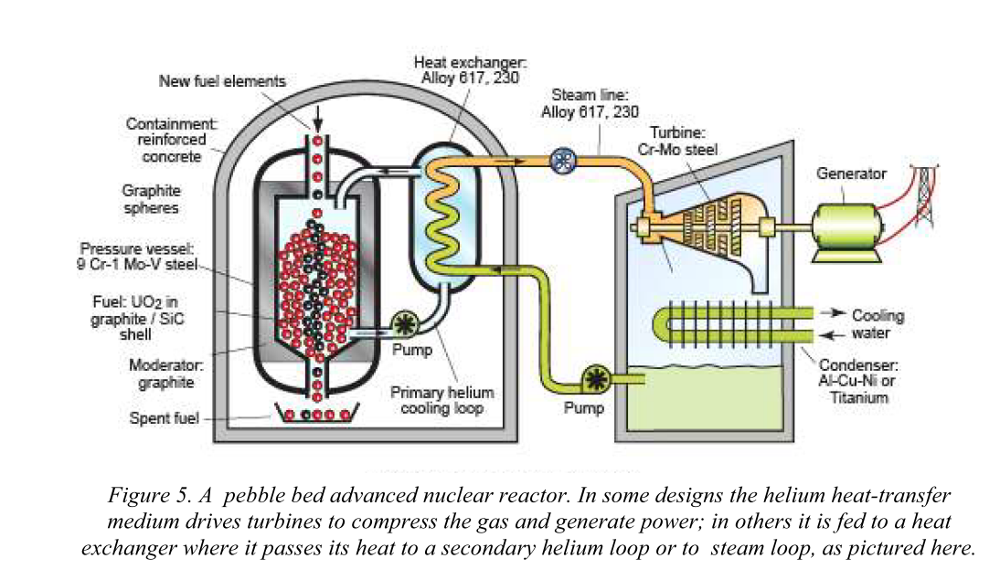 New fuel elements
Heat exchanger:
Alloy 617, 230
Steam line:
Alloy 617, 230
Containment:
reinforced
concrete
Turbine:
Cr-Mo steel
Generator
Graphite
spheres
Pressure vessel:
9 Cr-1 Mo-V steel
Fuel: UO2 in
graphite / SiC
shell
Moderator:
graphite
Spent fuel
Pump
Primary helium
cooling loop
Pump
Cooling
water
Condenser:
Al-Cu-Ni or
Titanium
Figure 5. A pebble bed advanced nuclear reactor. In some designs the helium heat-transfer
medium drives turbines to compress the gas and generate power; in others it is fed to a heat
exchanger where it passes its heat to a secondary helium loop or to steam loop, as pictured here.